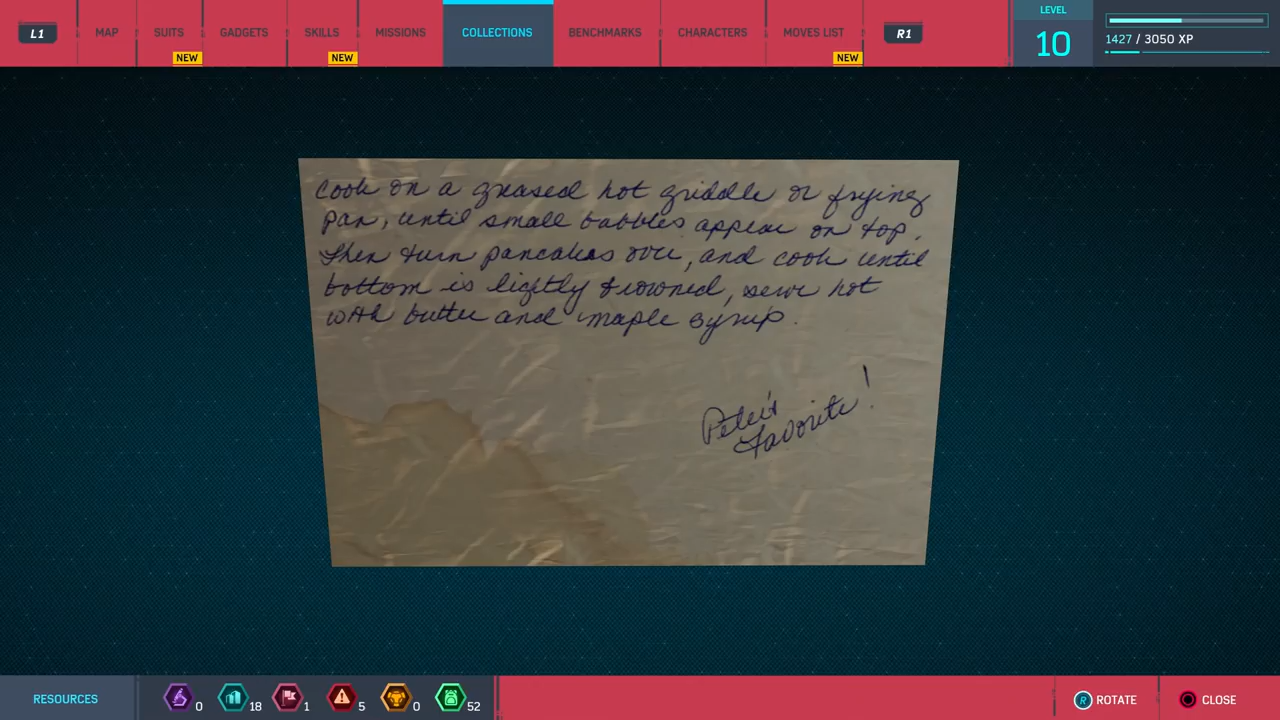 L1
MAP
SUITS
NEW
GADGETS
SKILLS
NEW
MISSIONS
COLLECTIONS
BENCHMARKS
CHARACTERS
MOVES LIST
NEW
R1
LEVEL
10
1427 / 3050 XP
Cook on a greased hot griddle or frying
pan, until small bubbles appear on top.
Then turn pancakes over, and cook until
bottom is lightly browned, serve hot
with butter and maple syrup.
Peter's
favorite!
RESOURCES
0
18
1
5
0
52
R ROTATE
CLOSE